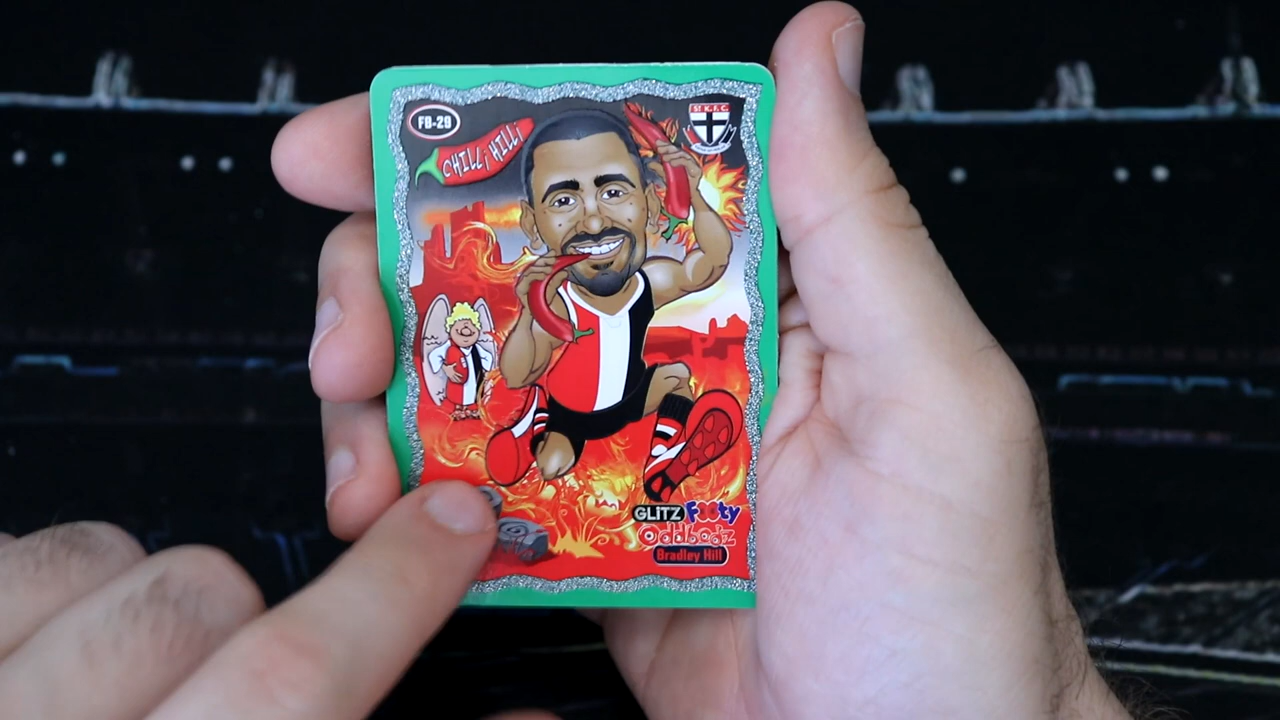 FB-29
CHILLi HiLLi
ST K.F.C.
GLITZ Footy
Oddbodz
Bradley Hill